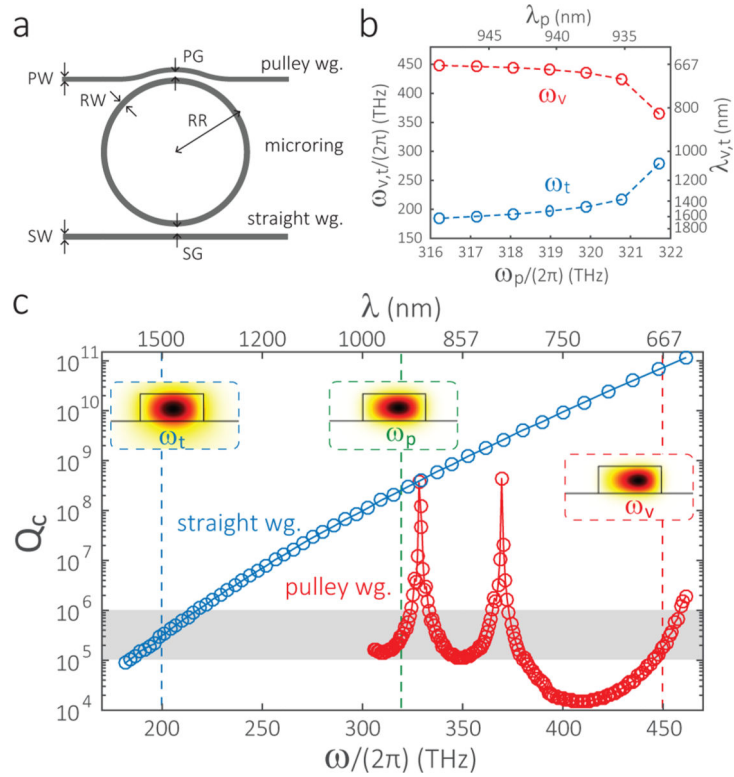 a
PG
PW
pulley wg.
RW
RR
microring
straight wg.
SW
SG
b
λp (nm)
945 940 935
450
400
350
300
250
200
150
ωv,t/(2π) (THz)
ωv
ωt
667
800
1000
1400
1600
1800
λv,t (nm)
316 317 318 319 320 321 322
ωp/(2π) (THz)
c
λ (nm)
1500 1200 1000 857 750 667
10^11
10^10
10^9
10^8
10^7
10^6
10^5
10^4
Qc
ωt
ωp
ωv
straight wg.
pulley wg.
200 250 300 350 400 450
ω/(2π) (THz)